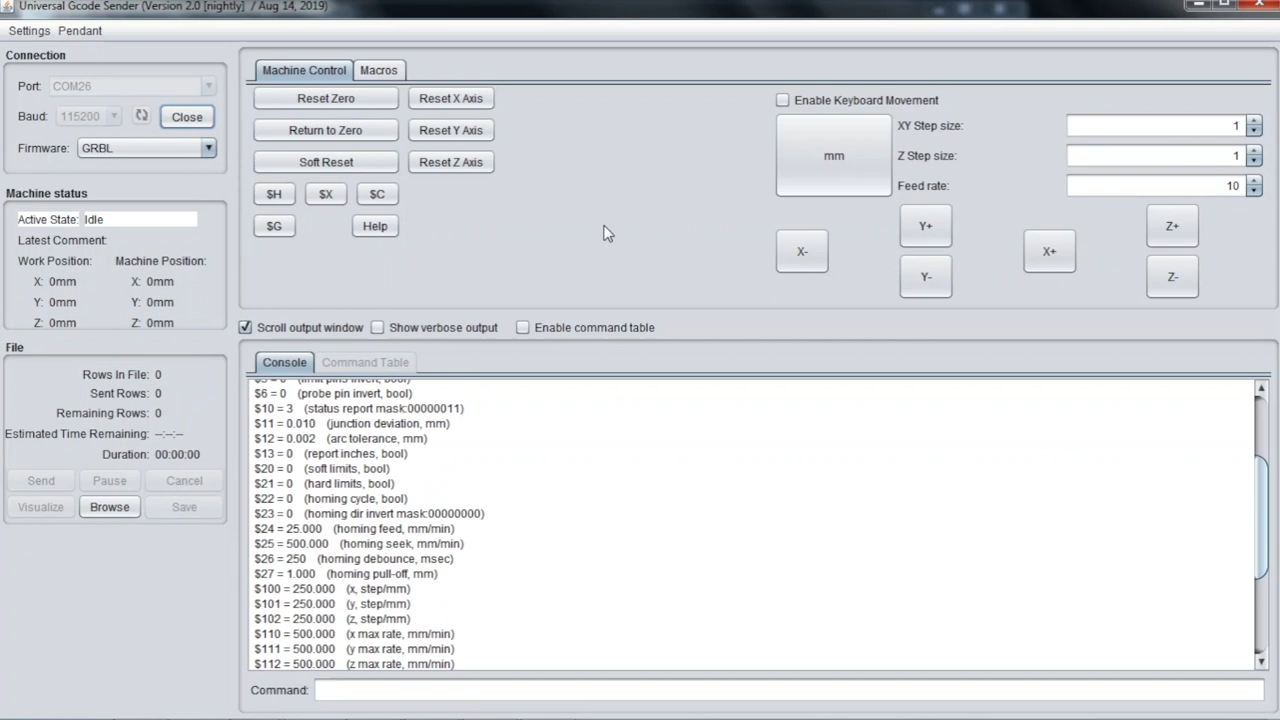 Universal Gcode Sender (Version 2.0 [nightly]  / Aug 14, 2019)
Settings Pendant
Connection
Port: COM26
Baud: 115200 Close
Firmware: GRBL
Machine status
Active State: Idle
Latest Comment:
Work Position: Machine Position:
X: 0mm X: 0mm
Y: 0mm Y: 0mm
Z: 0mm Z: 0mm
File
Rows In File: 0
Sent Rows: 0
Remaining Rows: 0
Estimated Time Remaining: --:--:--
Duration: 00:00:00
Send Pause Cancel
Visualize Browse Save
Machine Control Macros
Reset Zero Reset X Axis
Return to Zero Reset Y Axis
Soft Reset Reset Z Axis
$H $X $C
$G Help
Enable Keyboard Movement
mm
XY Step size: 1
Z Step size: 1
Feed rate: 10
X- Y+ Y- X+ Z+ Z-
Scroll output window Show verbose output Enable command table
Console Command Table
$5 = 0 (limit pins invert, bool)
$6 = 0 (probe pin invert, bool)
$10 = 3 (status report mask:00000011)
$11 = 0.010 (junction deviation, mm)
$12 = 0.002 (arc tolerance, mm)
$13 = 0 (report inches, bool)
$20 = 0 (soft limits, bool)
$21 = 0 (hard limits, bool)
$22 = 0 (homing cycle, bool)
$23 = 0 (homing dir invert mask:00000000)
$24 = 25.000 (homing feed, mm/min)
$25 = 500.000 (homing seek, mm/min)
$26 = 250 (homing debounce, msec)
$27 = 1.000 (homing pull-off, mm)
$100 = 250.000 (x, step/mm)
$101 = 250.000 (y, step/mm)
$102 = 250.000 (z, step/mm)
$110 = 500.000 (x max rate, mm/min)
$111 = 500.000 (y max rate, mm/min)
$112 = 500.000 (z max rate, mm/min)
Command: